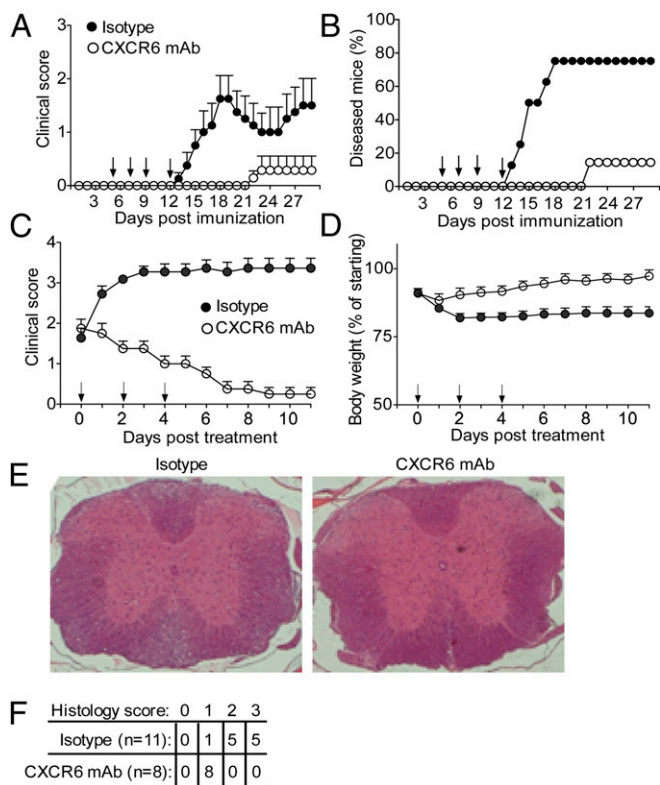 A
Isotype
CXCR6 mAb
Clinical score
3
2
1
0
3 6 9 12 15 18 21 24 27
Days post imunization
B
Diseased mice (%)
100
80
60
40
20
0
3 6 9 12 15 18 21 24 27
Days post immunization
C
Clinical score
4
3
2
1
0
Isotype
CXCR6 mAb
0 2 4 6 8 10
Days post treatment
D
Body weight (% of starting)
100
75
50
0 2 4 6 8 10
Days post treatment
E
Isotype
CXCR6 mAb
F
Histology score: 0 1 2 3
Isotype (n=11): 0 1 5 5
CXCR6 mAb (n=8): 0 8 0 0